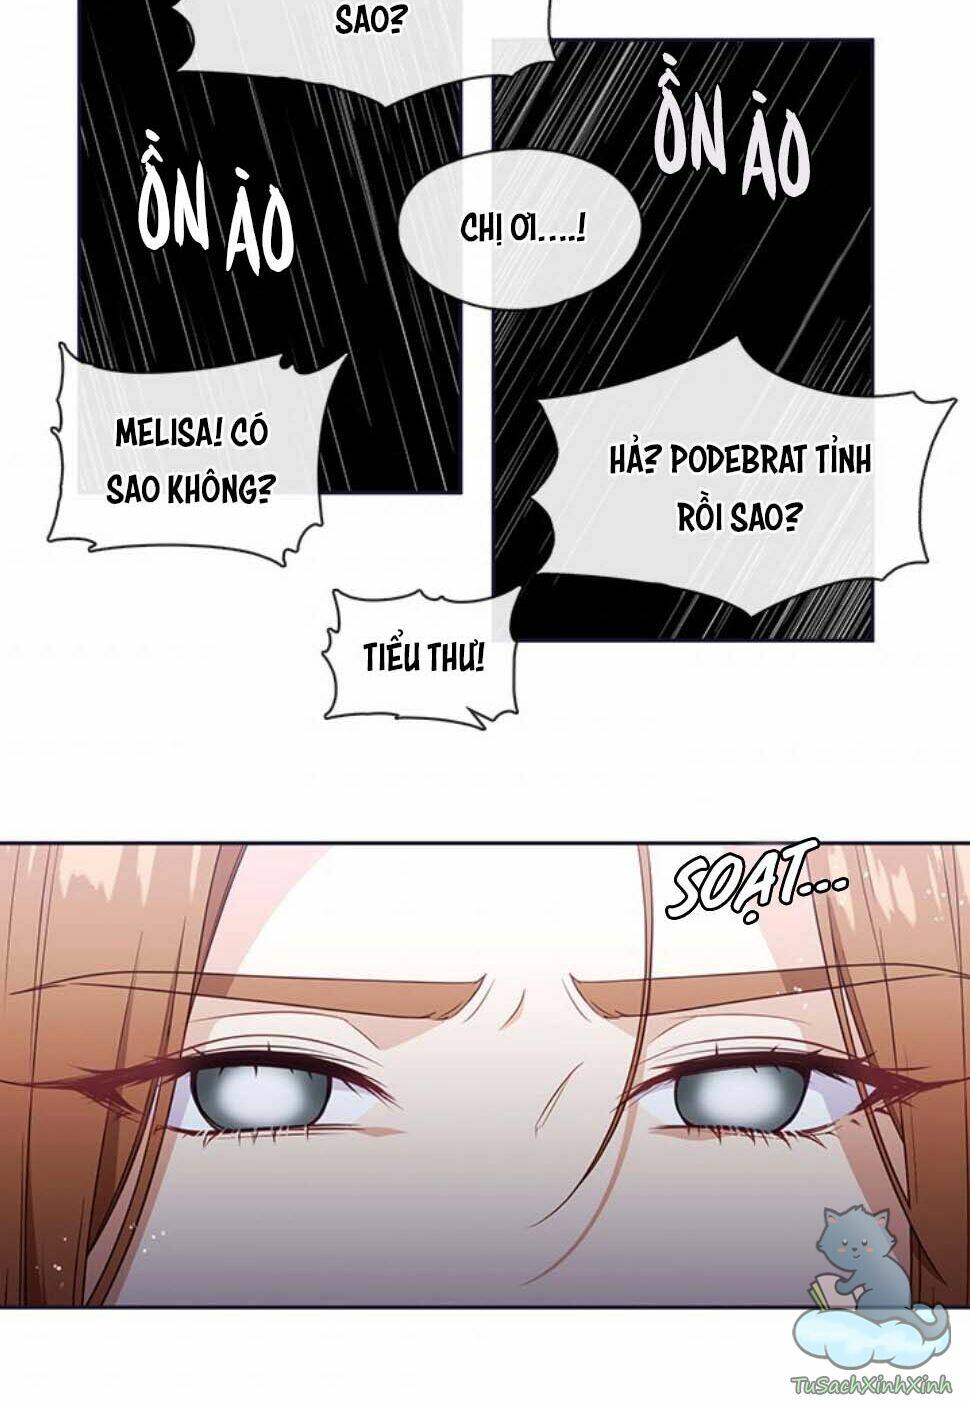 SAO?
ỒN ÀO
ỒN ÀO
CHỊ ƠI....!
MELISA! CÓ
SAO KHÔNG?
HẢ? PODEBRAT TỈNH
RỒI SAO?
TIỂU THƯ!
SOẠT...
TuSachXinhXinh